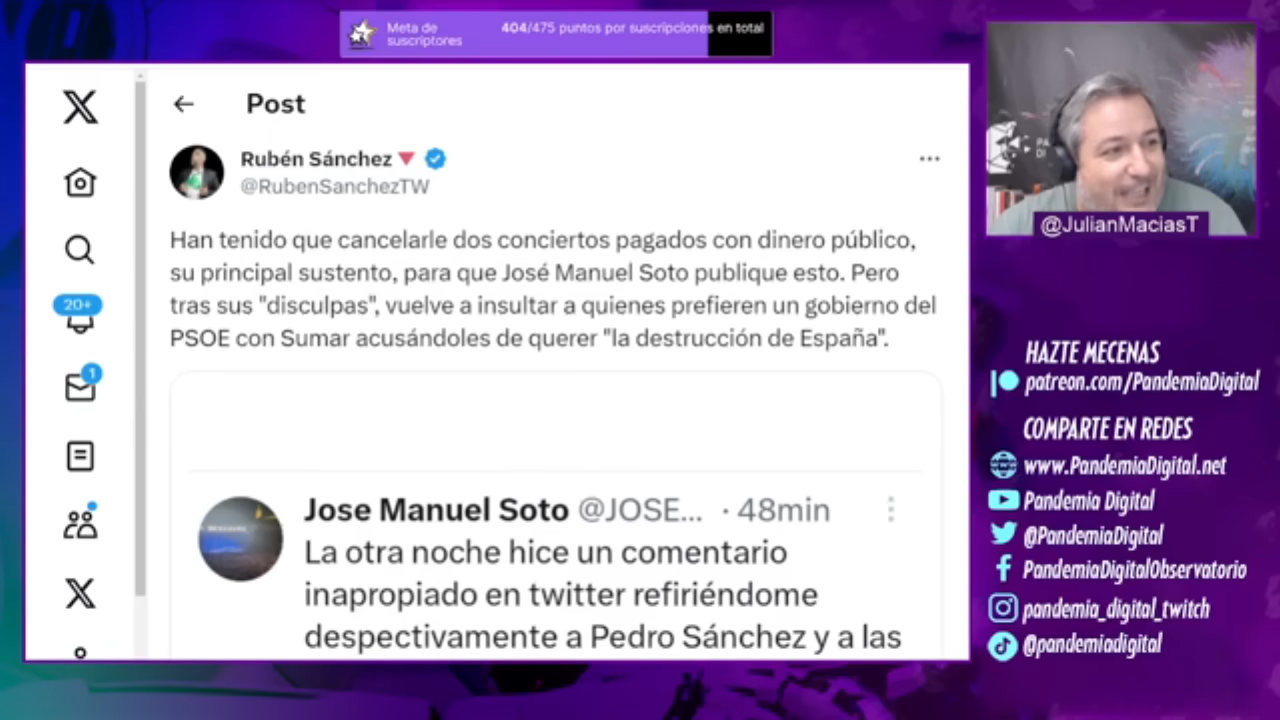 Meta de
suscriptores
404/475 puntos por suscripciones en total
Post
Rubén Sánchez
@RubenSanchezTW
Han tenido que cancelarle dos conciertos pagados con dinero público,
su principal sustento, para que José Manuel Soto publique esto. Pero
tras sus "disculpas", vuelve a insultar a quienes prefieren un gobierno del
PSOE con Sumar acusándoles de querer "la destrucción de España".
20+
1
Jose Manuel Soto @JOSE... · 48min
La otra noche hice un comentario
inapropiado en twitter refiriéndome
despectivamente a Pedro Sánchez y a las
@JulianMaciasT
HAZTE MECENAS
patreon.com/PandemiaDigital
COMPARTE EN REDES
www.PandemiaDigital.net
Pandemia Digital
@PandemiaDigital
PandemiaDigitalObservatorio
pandemia_digital_twitch
@pandemiadigital